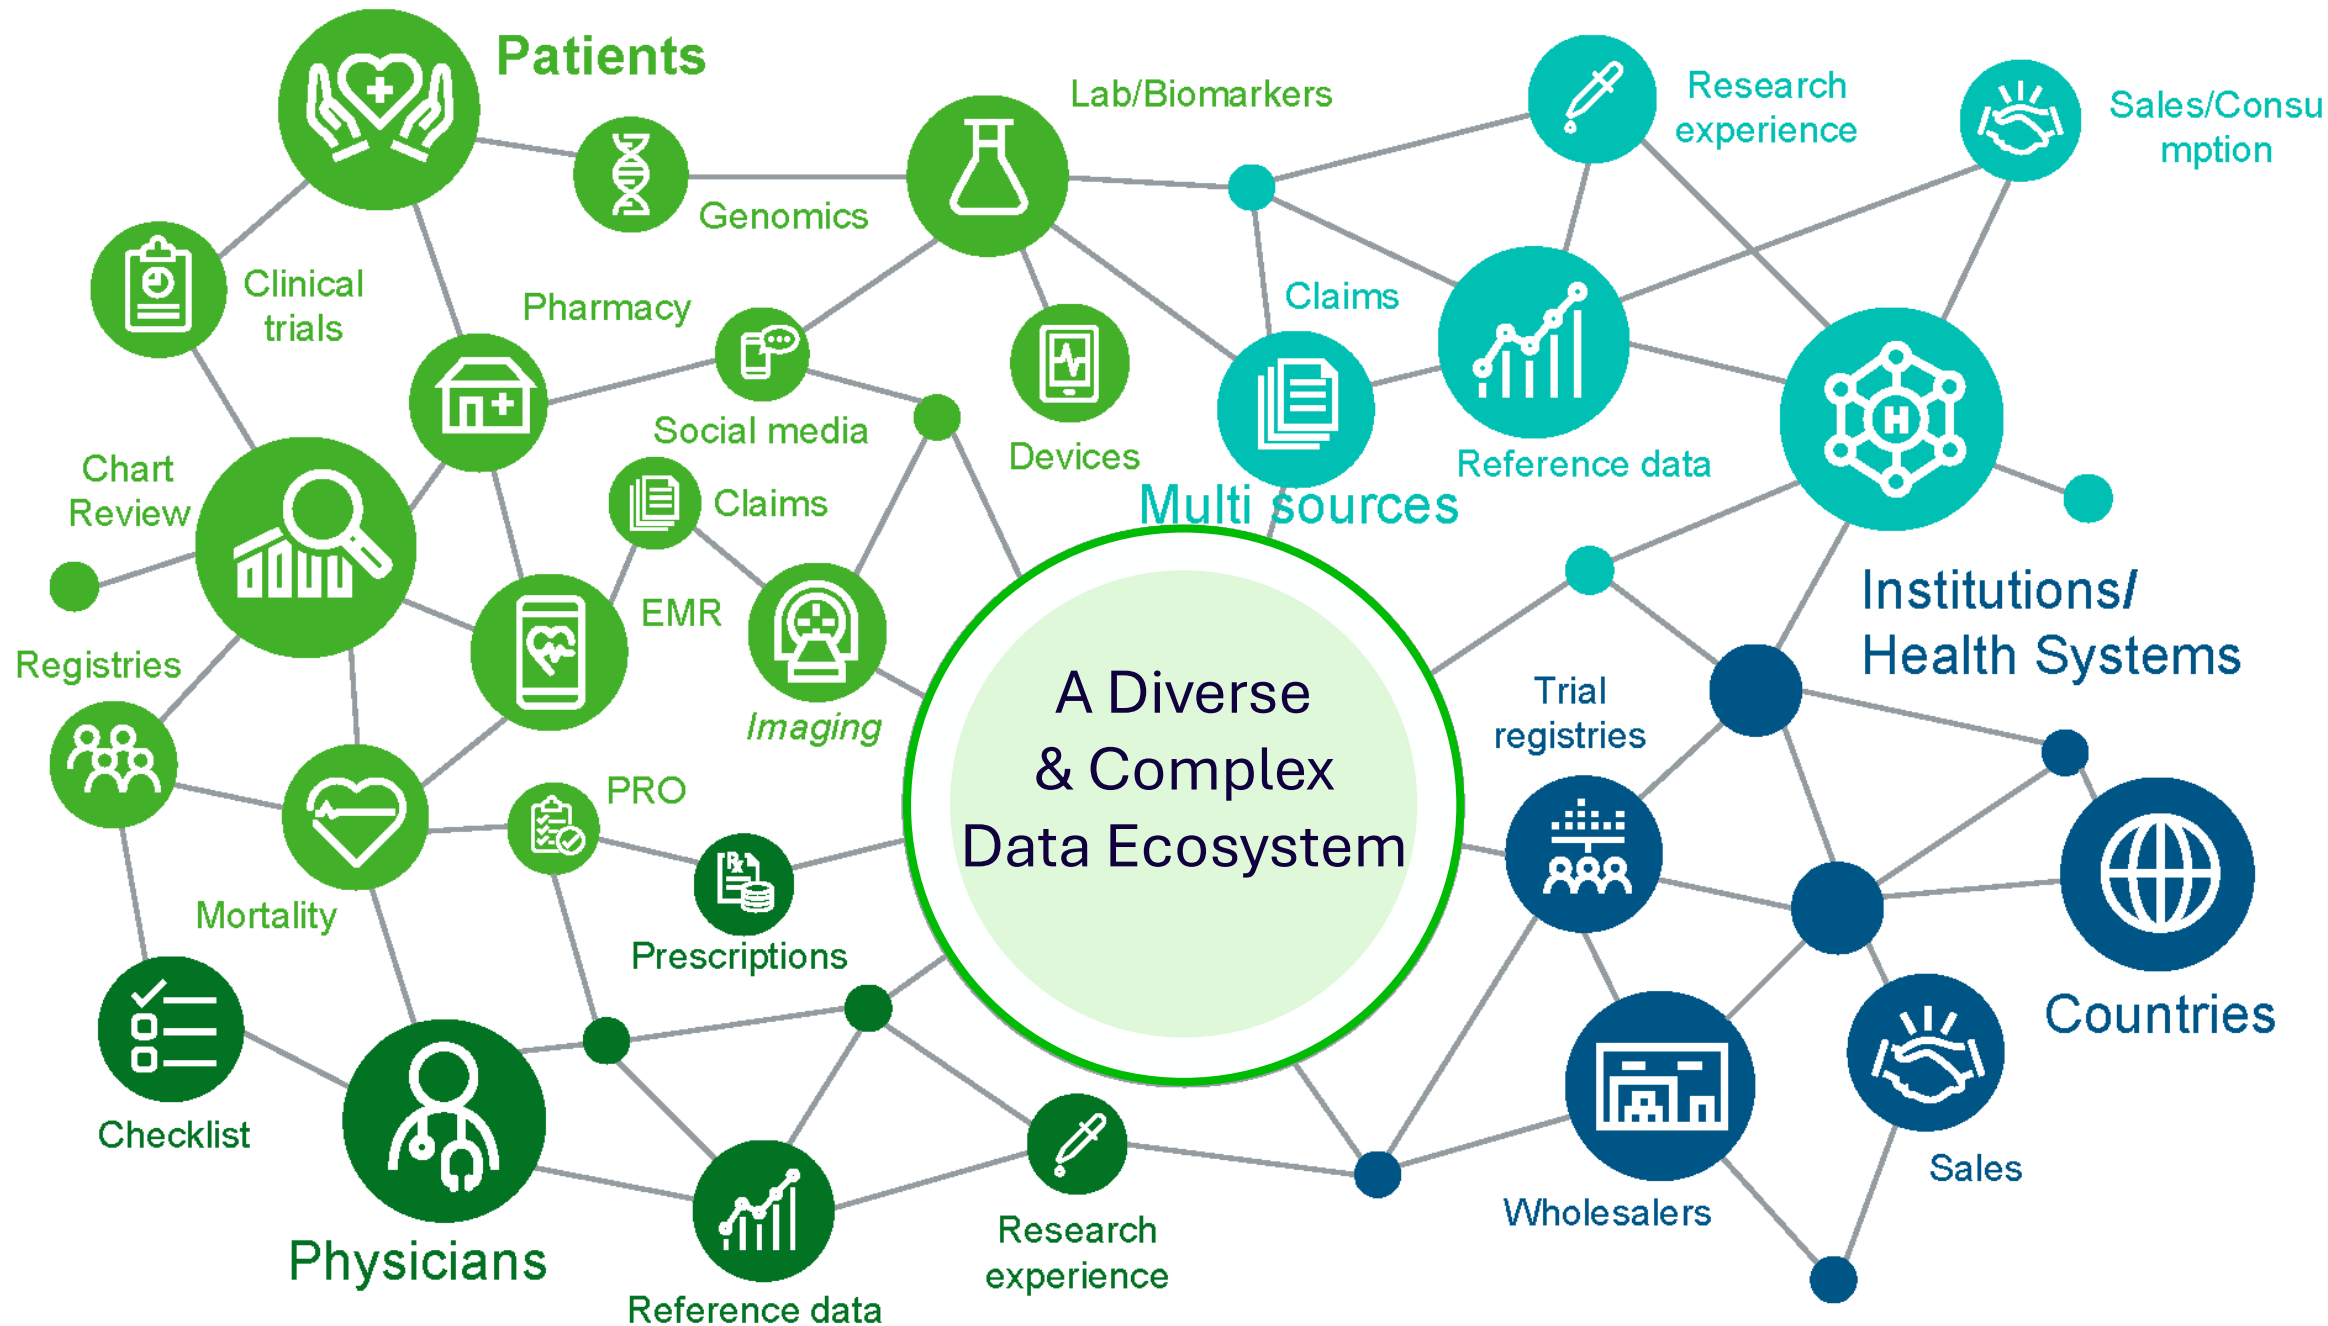 Patients
Lab/Biomarkers
Research
experience
Sales/Consu
mption
Genomics
Clinical
trials
Pharmacy
Claims
Social media
Devices
Reference data
Chart
Review
Claims
Multi sources
EMR
Institutions/
Health Systems
Registries
Imaging
A Diverse
& Complex
Data Ecosystem
Trial
registries
PRO
Mortality
Prescriptions
Countries
Checklist
Sales
Wholesalers
Physicians
Research
experience
Reference data
H
Rx